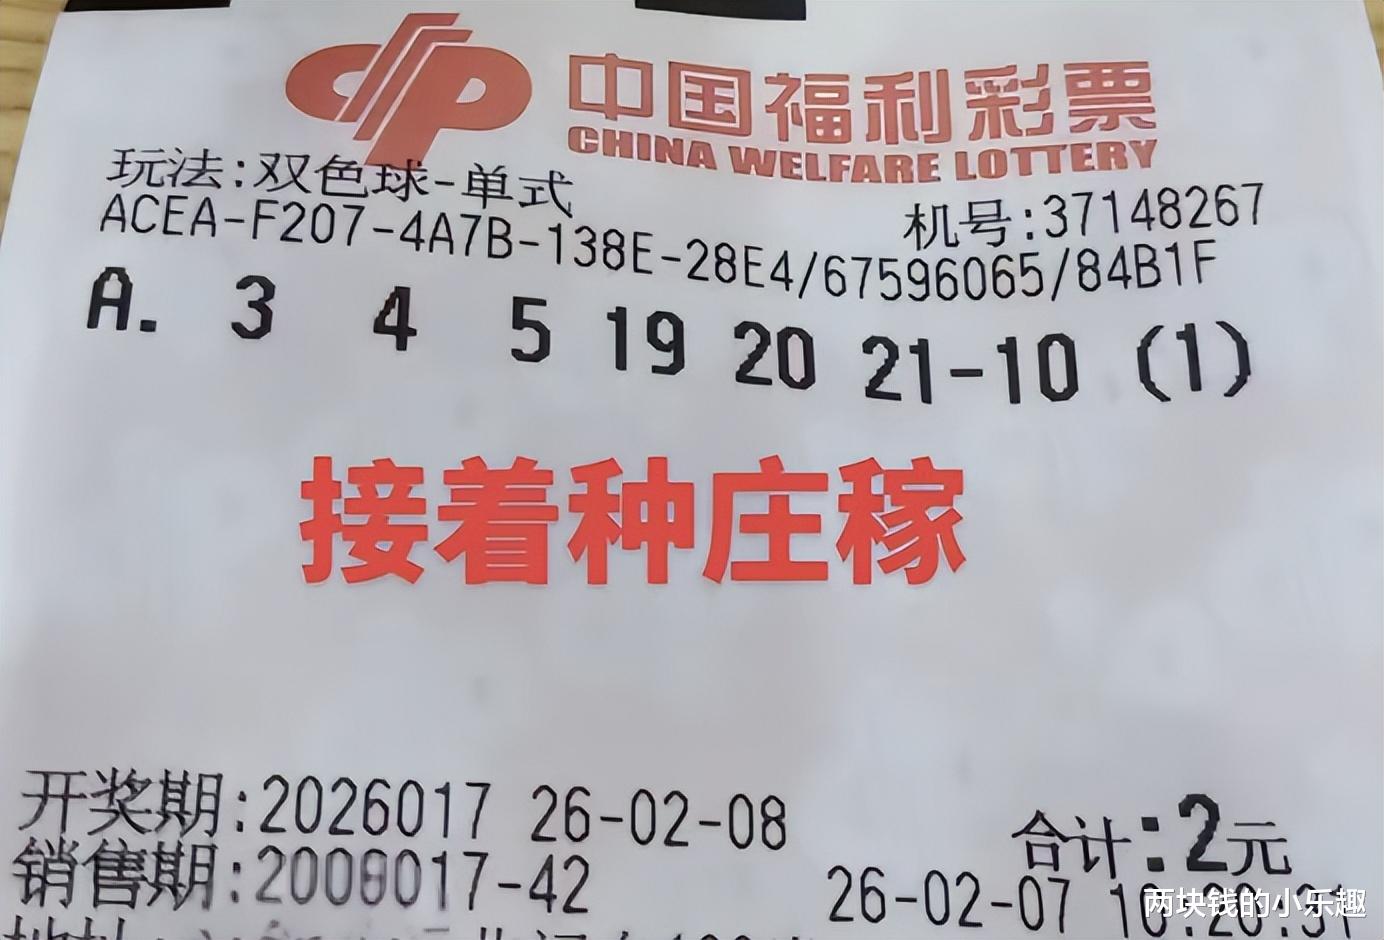 中国福利彩票
CHINA WELFARE LOTTERY
玩法:双色球-单式
机号:37148267
ACEA-F207-4A7B-138E-28E4/67596065/84B1F
A. 3 4 5 19 20 21-10 (1)
接着种庄稼
开奖期:2026017 26-02-08
合计:2元
销售期:2006017-42
26-02-07
两块钱的小乐趣